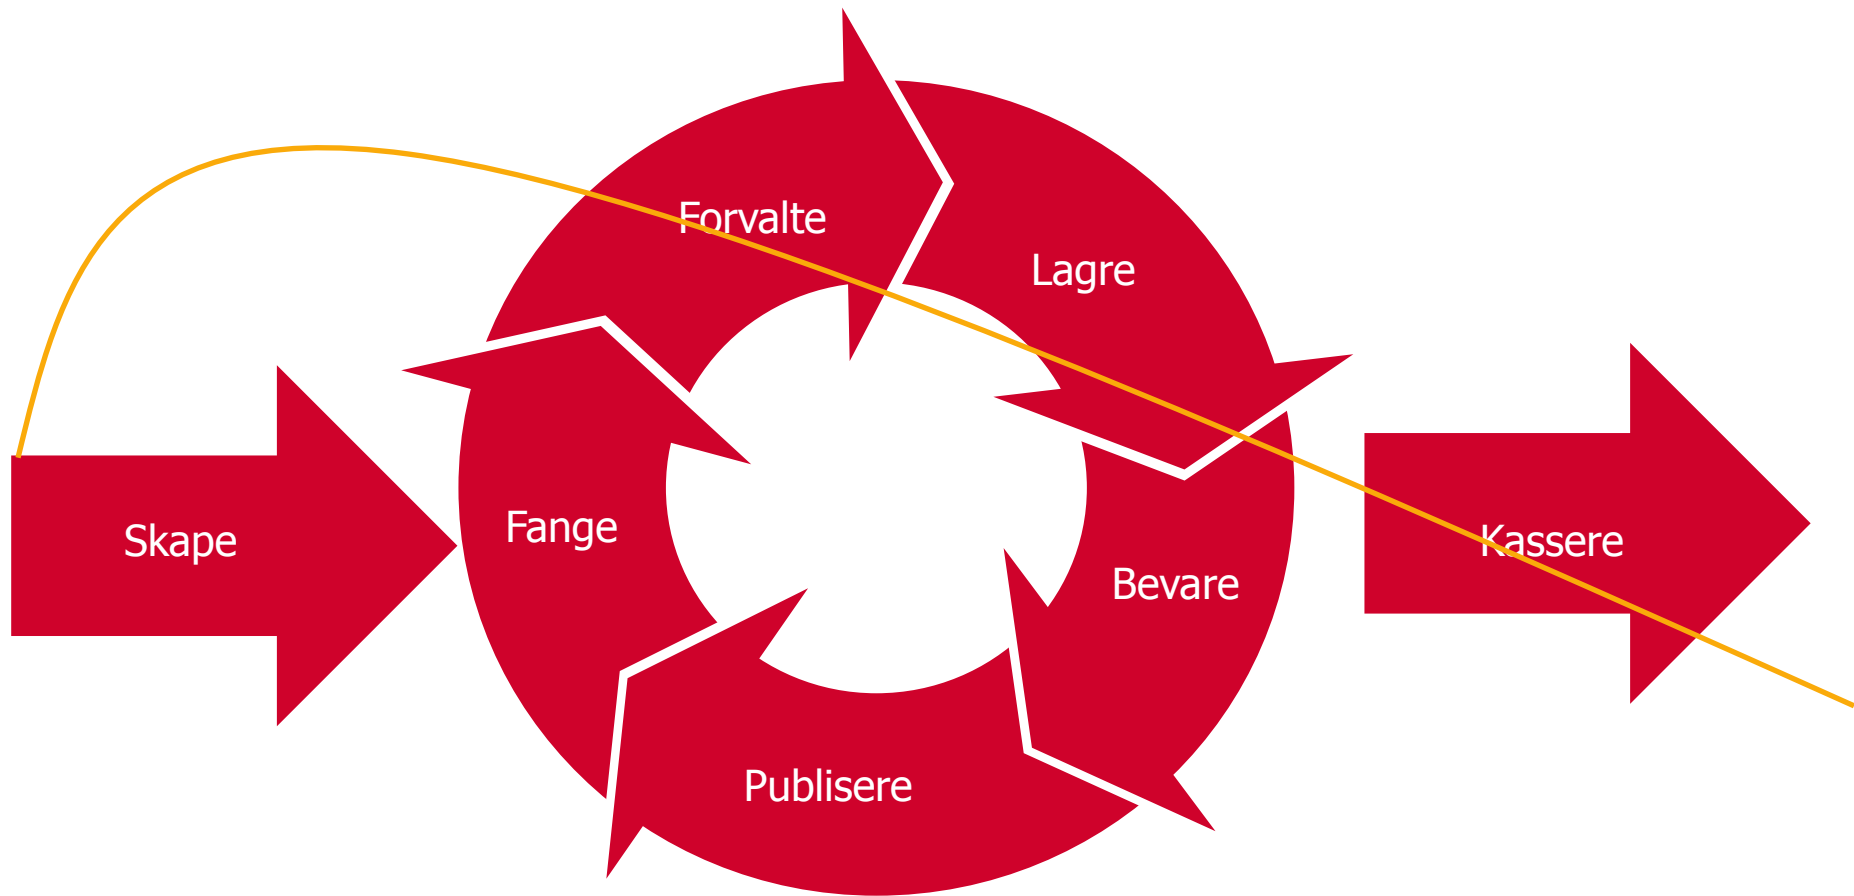 Skape
Fange
Forvalte
Lagre
Bevare
Publisere
Kassere